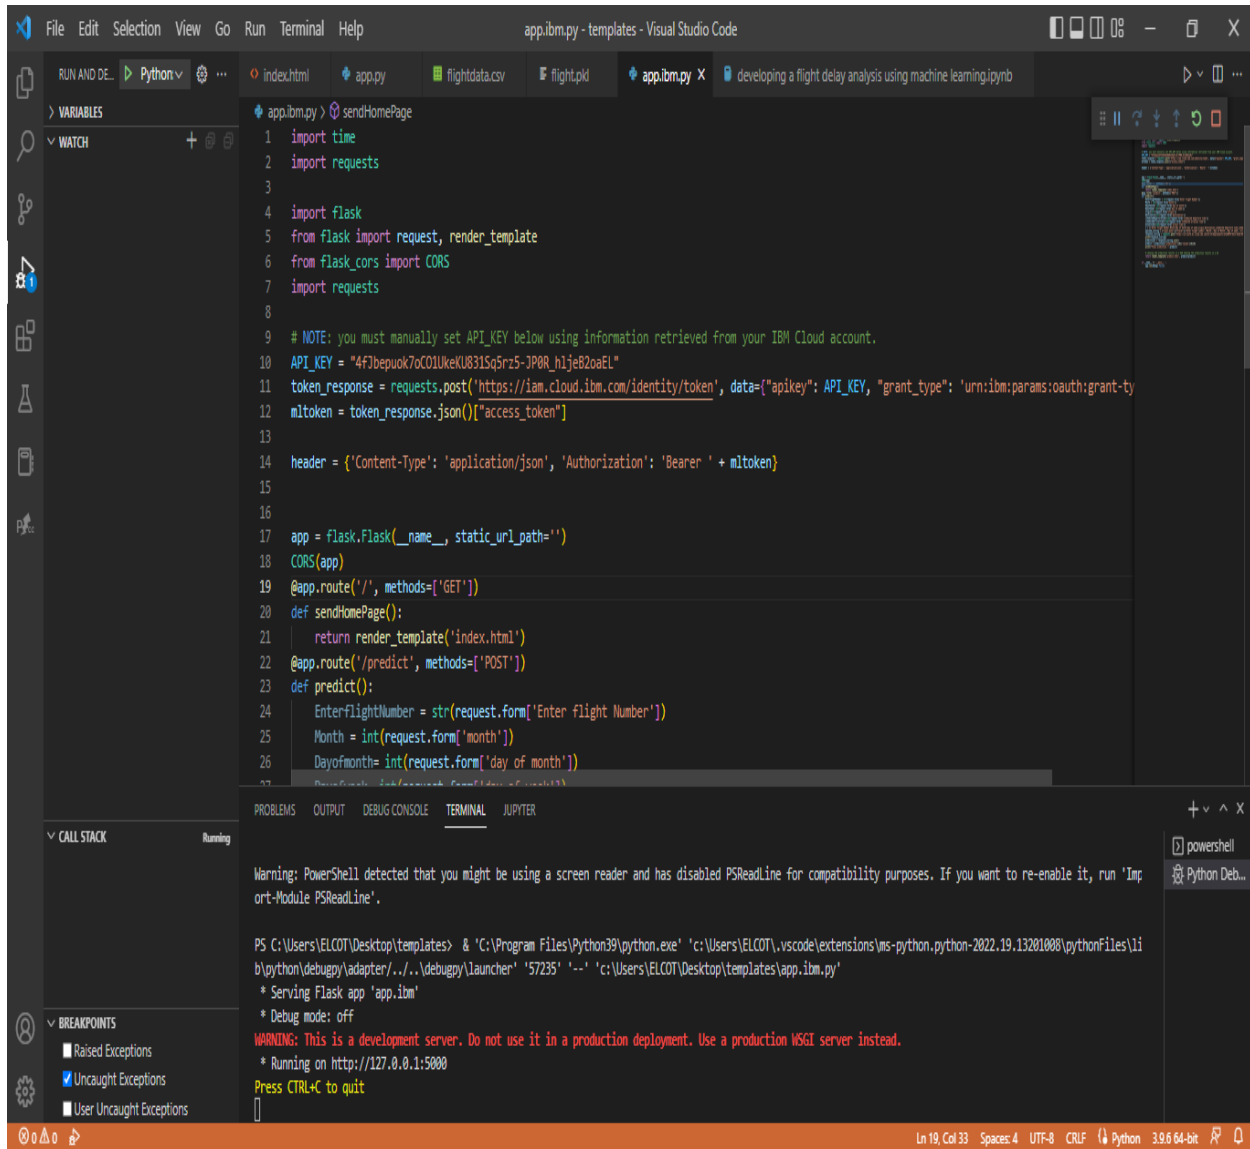 File Edit Selection View Go Run Terminal Help app.ibm.py - templates - Visual Studio Code
RUN AND DE... Python
index.html app.py flightdata.csv flight.pkl app.ibm.py X developing a flight delay analysis using machine learning.ipynb
VARIABLES
WATCH
app.ibm.py > sendHomePage
1 import time
2 import requests
3
4 import flask
5 from flask import request, render_template
6 from flask_cors import CORS
7 import requests
8
9 # NOTE: you must manually set API_KEY below using information retrieved from your IBM Cloud account.
10 API_KEY = "4fJbepuok7oCO1UkeKU831Sq5rz5-JP0R_hljeB2oaEL"
11 token_response = requests.post('https://iam.cloud.ibm.com/identity/token', data={"apikey": API_KEY, "grant_type": 'urn:ibm:params:oauth:grant-ty
12 mltoken = token_response.json()["access_token"]
13
14 header = {'Content-Type': 'application/json', 'Authorization': 'Bearer ' + mltoken}
15
16
17 app = flask.Flask(__name__, static_url_path='')
18 CORS(app)
19 @app.route('/', methods=['GET'])
20 def sendHomePage():
21 return render_template('index.html')
22 @app.route('/predict', methods=['POST'])
23 def predict():
24 EnterflightNumber = str(request.form['Enter flight Number'])
25 Month = int(request.form['month'])
26 Dayofmonth= int(request.form['day of month'])
PROBLEMS OUTPUT DEBUG CONSOLE TERMINAL JUPYTER
CALL STACK Running
powershell
Python Deb...
Warning: PowerShell detected that you might be using a screen reader and has disabled PSReadLine for compatibility purposes. If you want to re-enable it, run 'Imp
ort-Module PSReadLine'.
PS C:\Users\ELCOT\Desktop\templates> & 'C:\Program Files\Python39\python.exe' 'c:\Users\ELCOT\.vscode\extensions\ms-python.python-2022.19.13201008\pythonFiles\li
b\python\debugpy\adapter/../..\debugpy\launcher' '57235' '--' 'c:\Users\ELCOT\Desktop\templates\app.ibm.py'
* Serving Flask app 'app.ibm'
* Debug mode: off
WARNING: This is a development server. Do not use it in a production deployment. Use a production WSGI server instead.
* Running on http://127.0.0.1:5000
Press CTRL+C to quit
BREAKPOINTS
Raised Exceptions
Uncaught Exceptions
User Uncaught Exceptions
0 0 Ln 19, Col 33 Spaces: 4 UTF-8 CRLF Python 3.9.6 64-bit